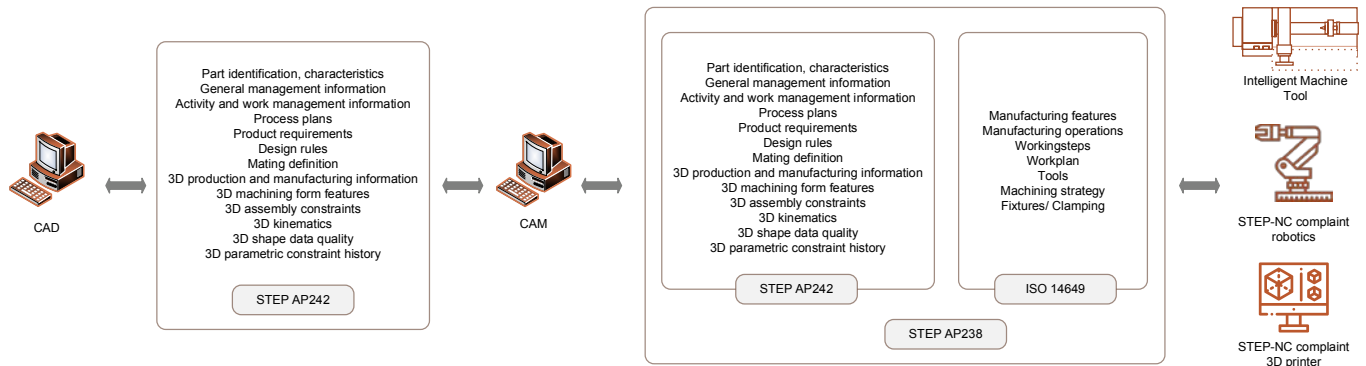 CAD
Part identification, characteristics
General management information
Activity and work management information
Process plans
Product requirements
Design rules
Mating definition
3D production and manufacturing information
3D machining form features
3D assembly constraints
3D kinematics
3D shape data quality
3D parametric constraint history
STEP AP242
CAM
Part identification, characteristics
General management information
Activity and work management information
Process plans
Product requirements
Design rules
Mating definition
3D production and manufacturing information
3D machining form features
3D assembly constraints
3D kinematics
3D shape data quality
3D parametric constraint history
STEP AP242
Manufacturing features
Manufacturing operations
Workingsteps
Workplan
Tools
Machining strategy
Fixtures/ Clamping
ISO 14649
STEP AP238
Intelligent Machine
Tool
STEP-NC complaint
robotics
STEP-NC complaint
3D printer